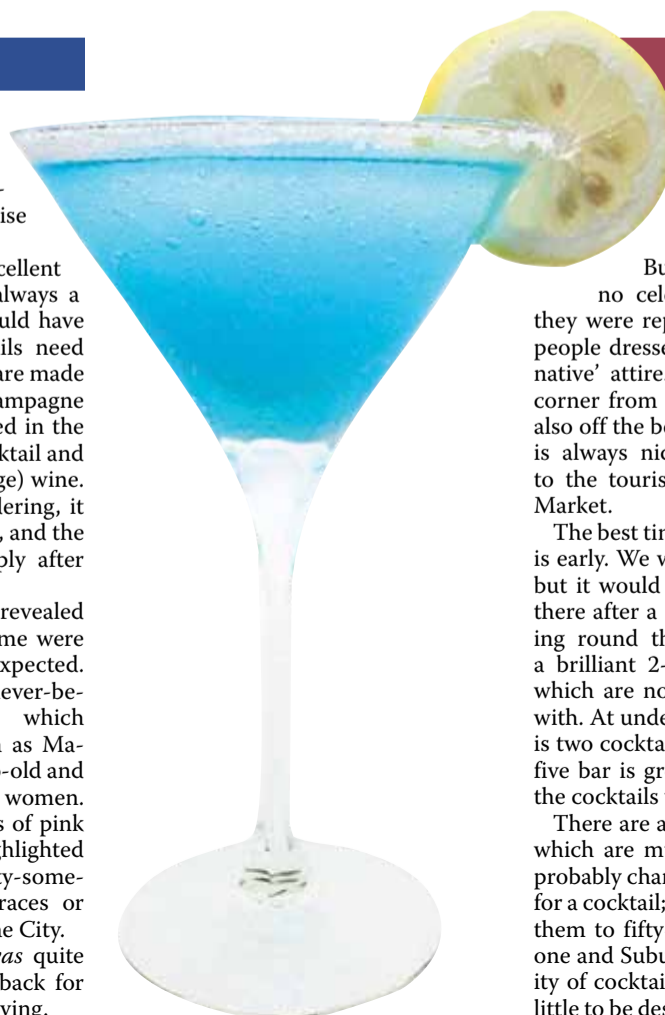 -
ise
cellent
always a
uld have
ils need
are made
ampagne
ed in the
ktail and
ge) wine.
lering, it
, and the
ply after
revealed
me were
xpected.
ever-be-
which
n as Ma-
-old and
women.
s of pink
ghlighted
ty-some-
races or
ne City.
vas quite
back for
ving.
Bu
no cele
they were rep
people dresse
native' attire.
corner from
also off the be
is always nic
to the touris
Market.
The best tin
is early. We w
but it would
there after a
ing round th
a brilliant 2-
which are no
with. At unde
is two cockta
five bar is gr
the cocktails
There are a
which are mu
probably char
for a cocktail;
them to fifty
one and Subu
ity of cocktail
little to be des